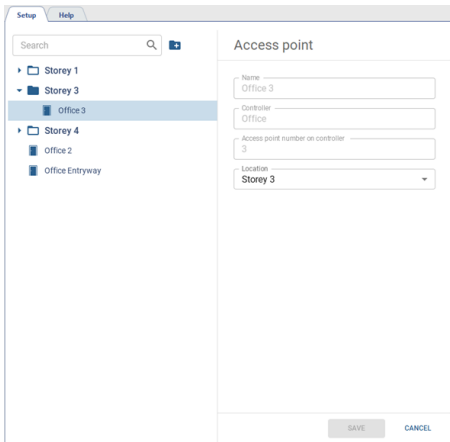 Setup
Help
Search
Storey 1
Storey 3
Office 3
Storey 4
Office 2
Office Entryway
Access point
Name
Office 3
Controller
Office
Access point number on controller
3
Location
Storey 3
SAVE
CANCEL